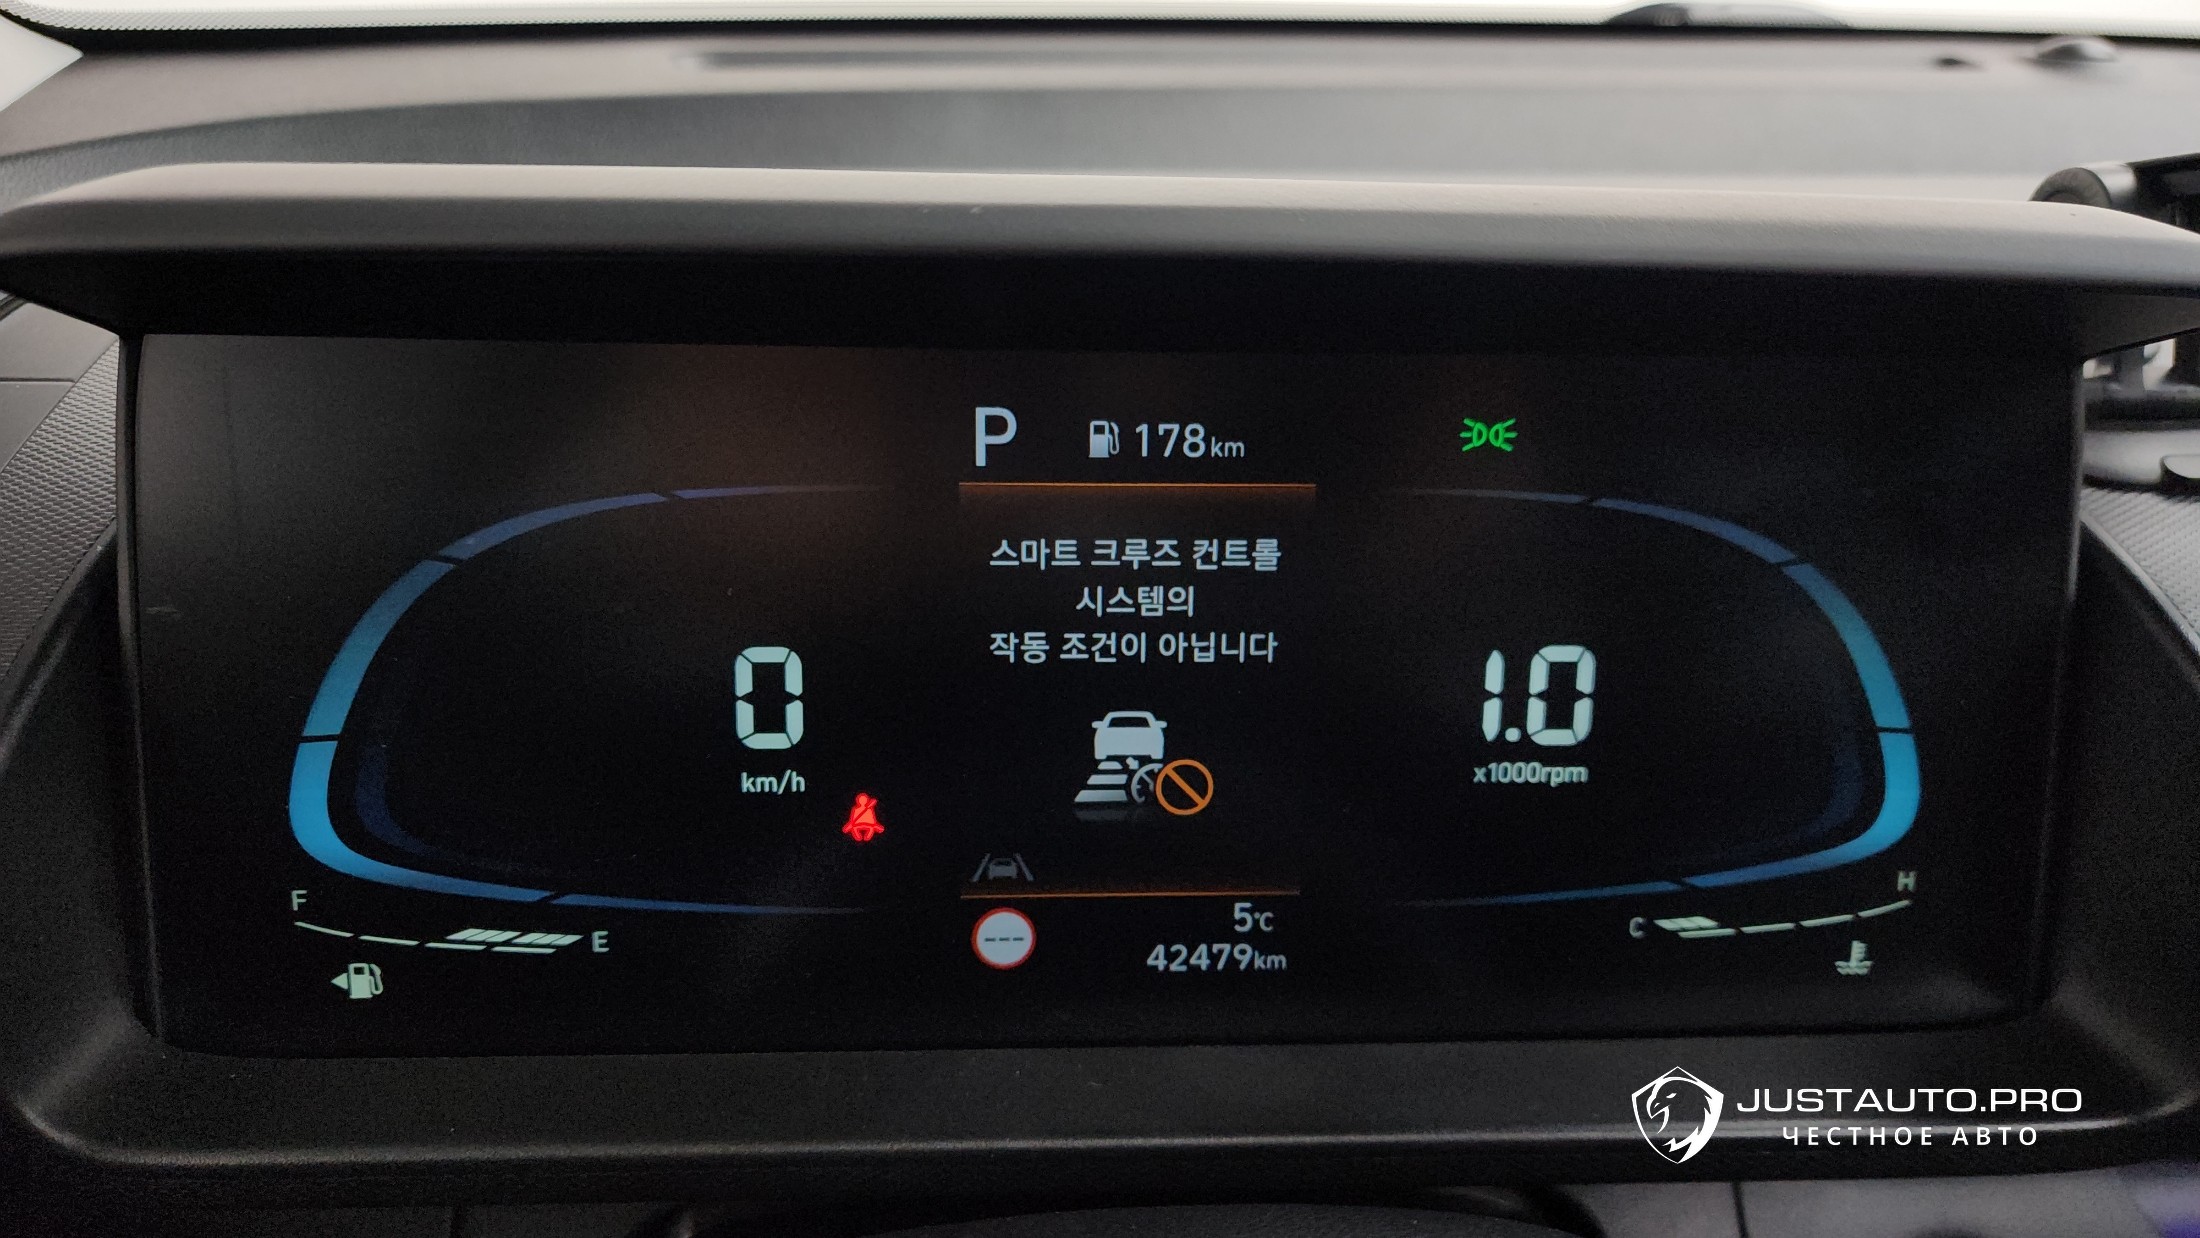 P
178km
스마트 크루즈 컨트롤
시스템의
작동 조건이 아닙니다
0
km/h
1.0
x1000rpm
F
E
---
5℃
42479km
C
H
JUSTAUTO.PRO
ЧЕСТНОЕ АВТО